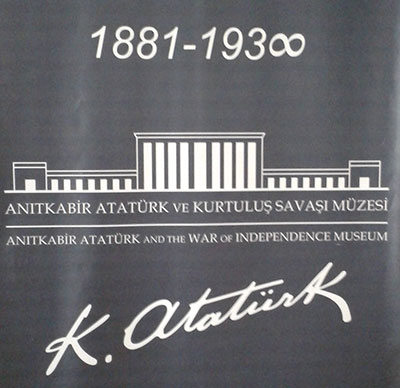 1881-193∞
ANITKABİR ATATÜRK VE KURTULUŞ SAVAŞI MÜZESİ
ANITKABİR ATATÜRK AND THE WAR OF INDEPENDENCE MUSEUM
K. Atatürk